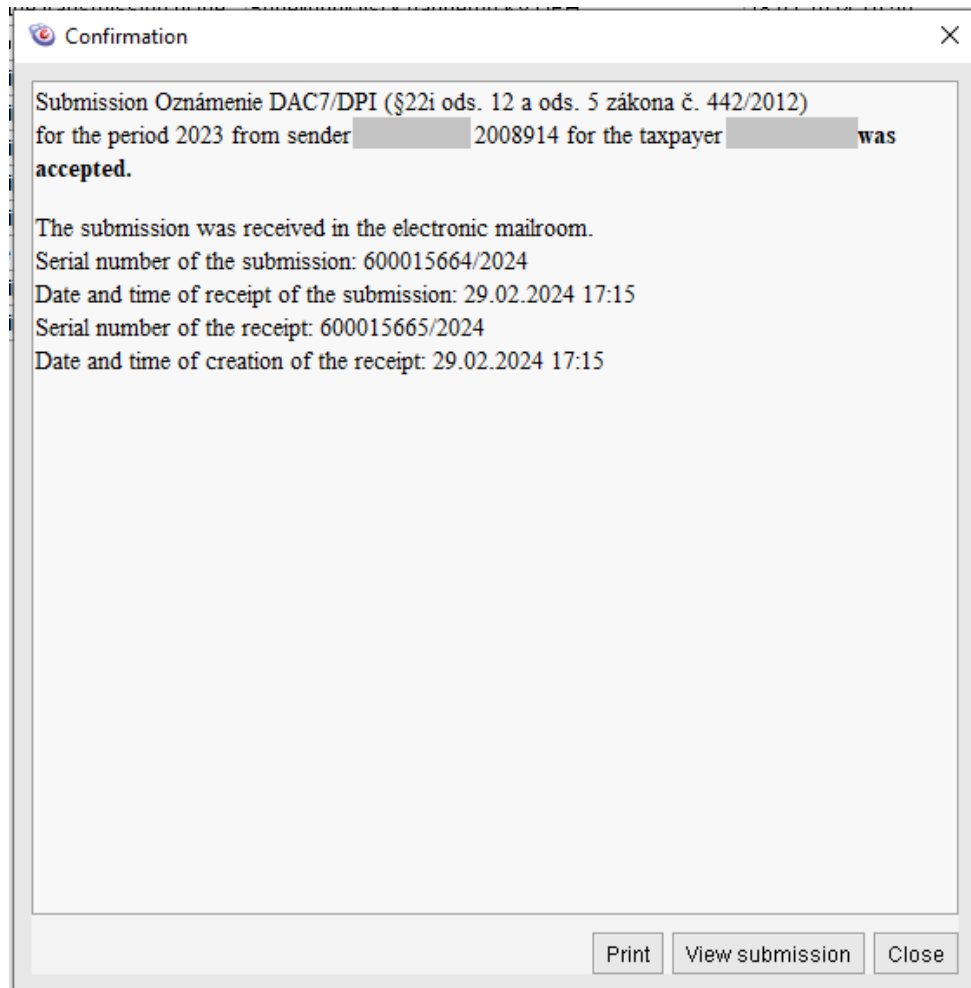 Confirmation
Submission Oznámenie DAC7/DPI (§22i ods. 12 a ods. 5 zákona č. 442/2012)
for the period 2023 from sender 2008914 for the taxpayer was
accepted.
The submission was received in the electronic mailroom.
Serial number of the submission: 600015664/2024
Date and time of receipt of the submission: 29.02.2024 17:15
Serial number of the receipt: 600015665/2024
Date and time of creation of the receipt: 29.02.2024 17:15
Print View submission Close